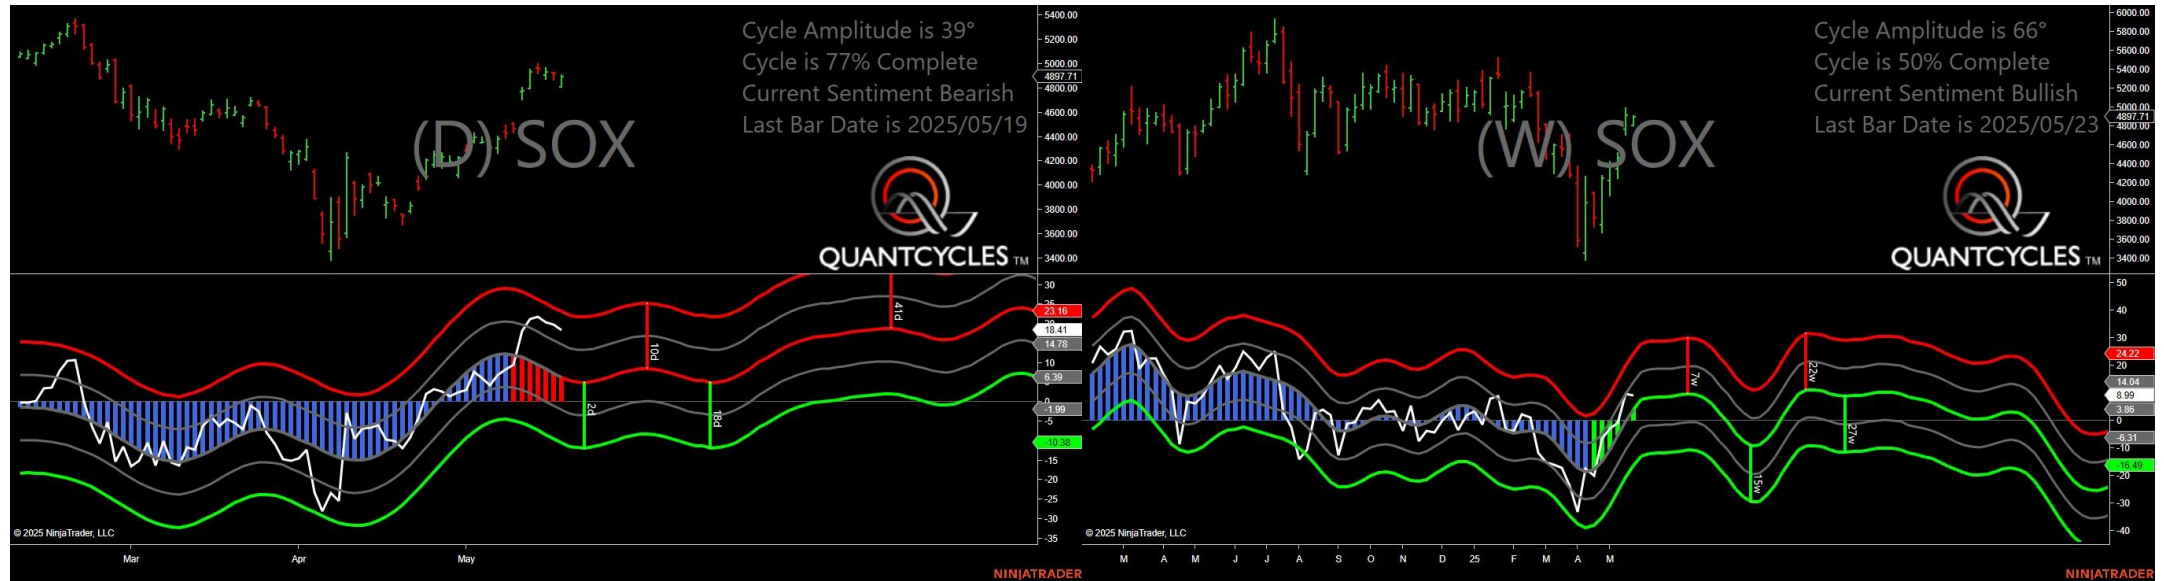 Cycle Amplitude is 39°
Cycle is 77% Complete
Current Sentiment Bearish
Last Bar Date is 2025/05/19
(D) SOX
QUANTCYCLES TM
5400.00
5200.00
5000.00
4897.71
4800.00
4600.00
4400.00
4200.00
4000.00
3800.00
3600.00
3400.00
30
23.16
18.41
14.78
10
6.39
0
-1.99
-5
-10.38
-15
-20
-25
-30
-35
2d
10d
18d
41d
© 2025 NinjaTrader, LLC
Mar
Apr
May
NINJATRADER
Cycle Amplitude is 66°
Cycle is 50% Complete
Current Sentiment Bullish
Last Bar Date is 2025/05/23
(W) SOX
QUANTCYCLES TM
6000.00
5800.00
5600.00
5400.00
5200.00
5000.00
4897.71
4800.00
4600.00
4400.00
4200.00
4000.00
3800.00
3600.00
3400.00
50
40
30
24.22
20
14.04
8.99
3.86
0
-6.31
-10
-16.49
-20
-30
-40
7w
15w
22w
27w
© 2025 NinjaTrader, LLC
M
A
M
J
J
A
S
O
N
D
25
F
M
A
M
NINJATRADER